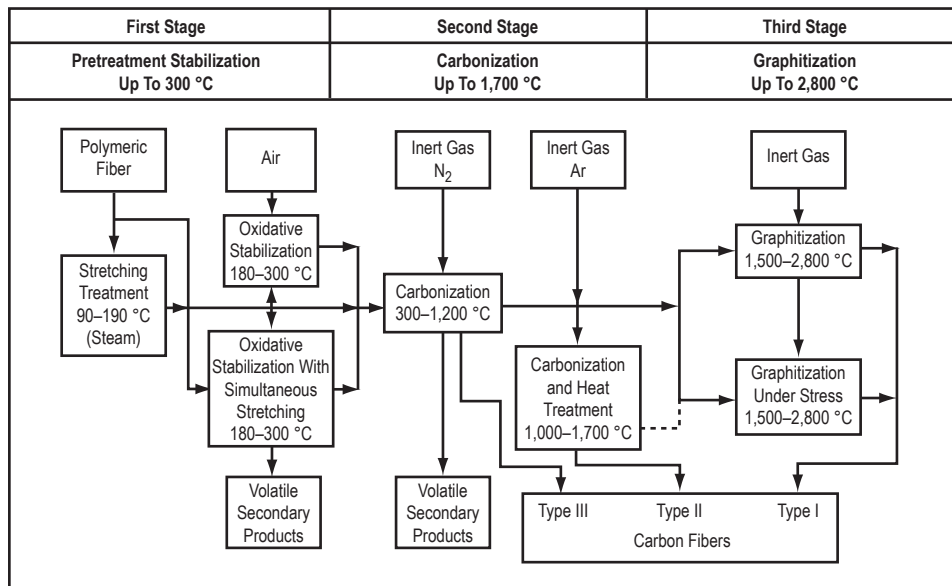 First Stage
Second Stage
Third Stage
Pretreatment Stabilization
Up To 300 °C
Carbonization
Up To 1,700 °C
Graphitization
Up To 2,800 °C
Polymeric
Fiber
Air
Inert Gas
N2
Inert Gas
Ar
Inert Gas
Oxidative
Stabilization
180–300 °C
Graphitization
1,500–2,800 °C
Stretching
Treatment
90–190 °C
(Steam)
Carbonization
300–1,200 °C
Oxidative
Stabilization With
Simultaneous
Stretching
180–300 °C
Carbonization
and Heat
Treatment
1,000–1,700 °C
Graphitization
Under Stress
1,500–2,800 °C
Volatile
Secondary
Products
Volatile
Secondary
Products
Type III
Type II
Type I
Carbon Fibers